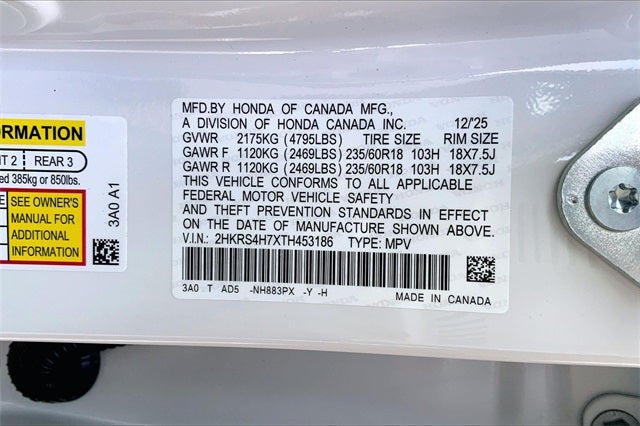 ORMATION
T 2 REAR 3
ed 385kg or 850lbs.
E
SEE OWNER'S
MANUAL FOR
ADDITIONAL
INFORMATION
3A0 A1
MFD.BY HONDA OF CANADA MFG.,
A DIVISION OF HONDA CANADA INC. 12/'25
GVWR 2175KG (4795LBS) TIRE SIZE RIM SIZE
GAWR F 1120KG (2469LBS) 235/60R18 103H 18X7.5J
GAWR R 1120KG (2469LBS) 235/60R18 103H 18X7.5J
THIS VEHICLE CONFORMS TO ALL APPLICABLE
FEDERAL MOTOR VEHICLE SAFETY
AND THEFT PREVENTION STANDARDS IN EFFECT
ON THE DATE OF MANUFACTURE SHOWN ABOVE.
V.I.N: 2HKRS4H7XTH453186 TYPE: MPV
3A0 T AD5 -NH883PX -Y -H
MADE IN CANADA